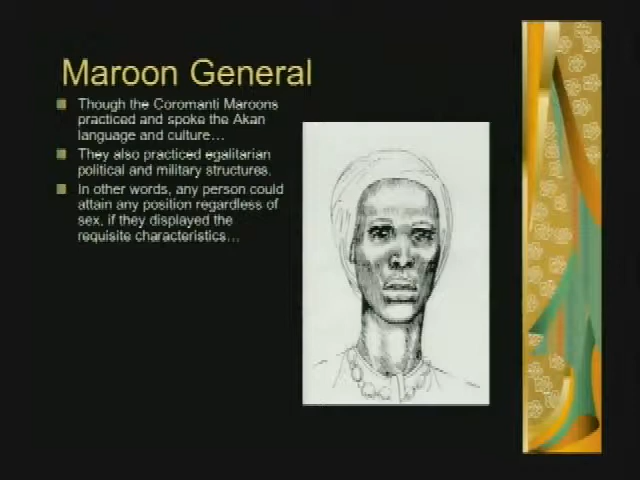 Maroon General
Though the Coromanti Maroons
practiced and spoke the Akan
language and culture…
They also practiced egalitarian
political and military structures.
In other words, any person could
attain any position regardless of
sex, if they displayed the
requisite characteristics…